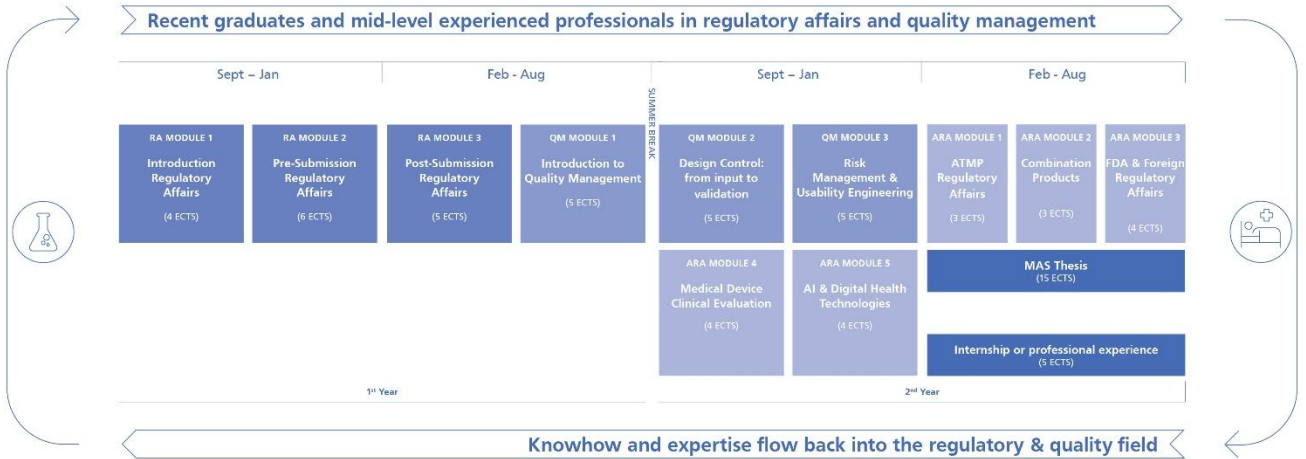 Recent graduates and mid-level experienced professionals in regulatory affairs and quality management
Sept – Jan
Feb - Aug
SUMMER BREAK
Sept – Jan
Feb - Aug
RA MODULE 1
Introduction
Regulatory
Affairs
(4 ECTS)
RA MODULE 2
Pre-Submission
Regulatory
Affairs
(6 ECTS)
RA MODULE 3
Post-Submission
Regulatory
Affairs
(5 ECTS)
QM MODULE 1
Introduction to
Quality Management
(5 ECTS)
QM MODULE 2
Design Control:
from input to
validation
(5 ECTS)
QM MODULE 3
Risk
Management &
Usability Engineering
(5 ECTS)
ARA MODULE 1
ATMP
Regulatory
Affairs
(3 ECTS)
ARA MODULE 2
Combination
Products
(3 ECTS)
ARA MODULE 3
FDA & Foreign
Regulatory
Affairs
(4 ECTS)
ARA MODULE 4
Medical Device
Clinical Evaluation
(4 ECTS)
ARA MODULE 5
AI & Digital Health
Technologies
(4 ECTS)
MAS Thesis
(15 ECTS)
Internship or professional experience
(5 ECTS)
1st Year
2nd Year
Knowhow and expertise flow back into the regulatory & quality field